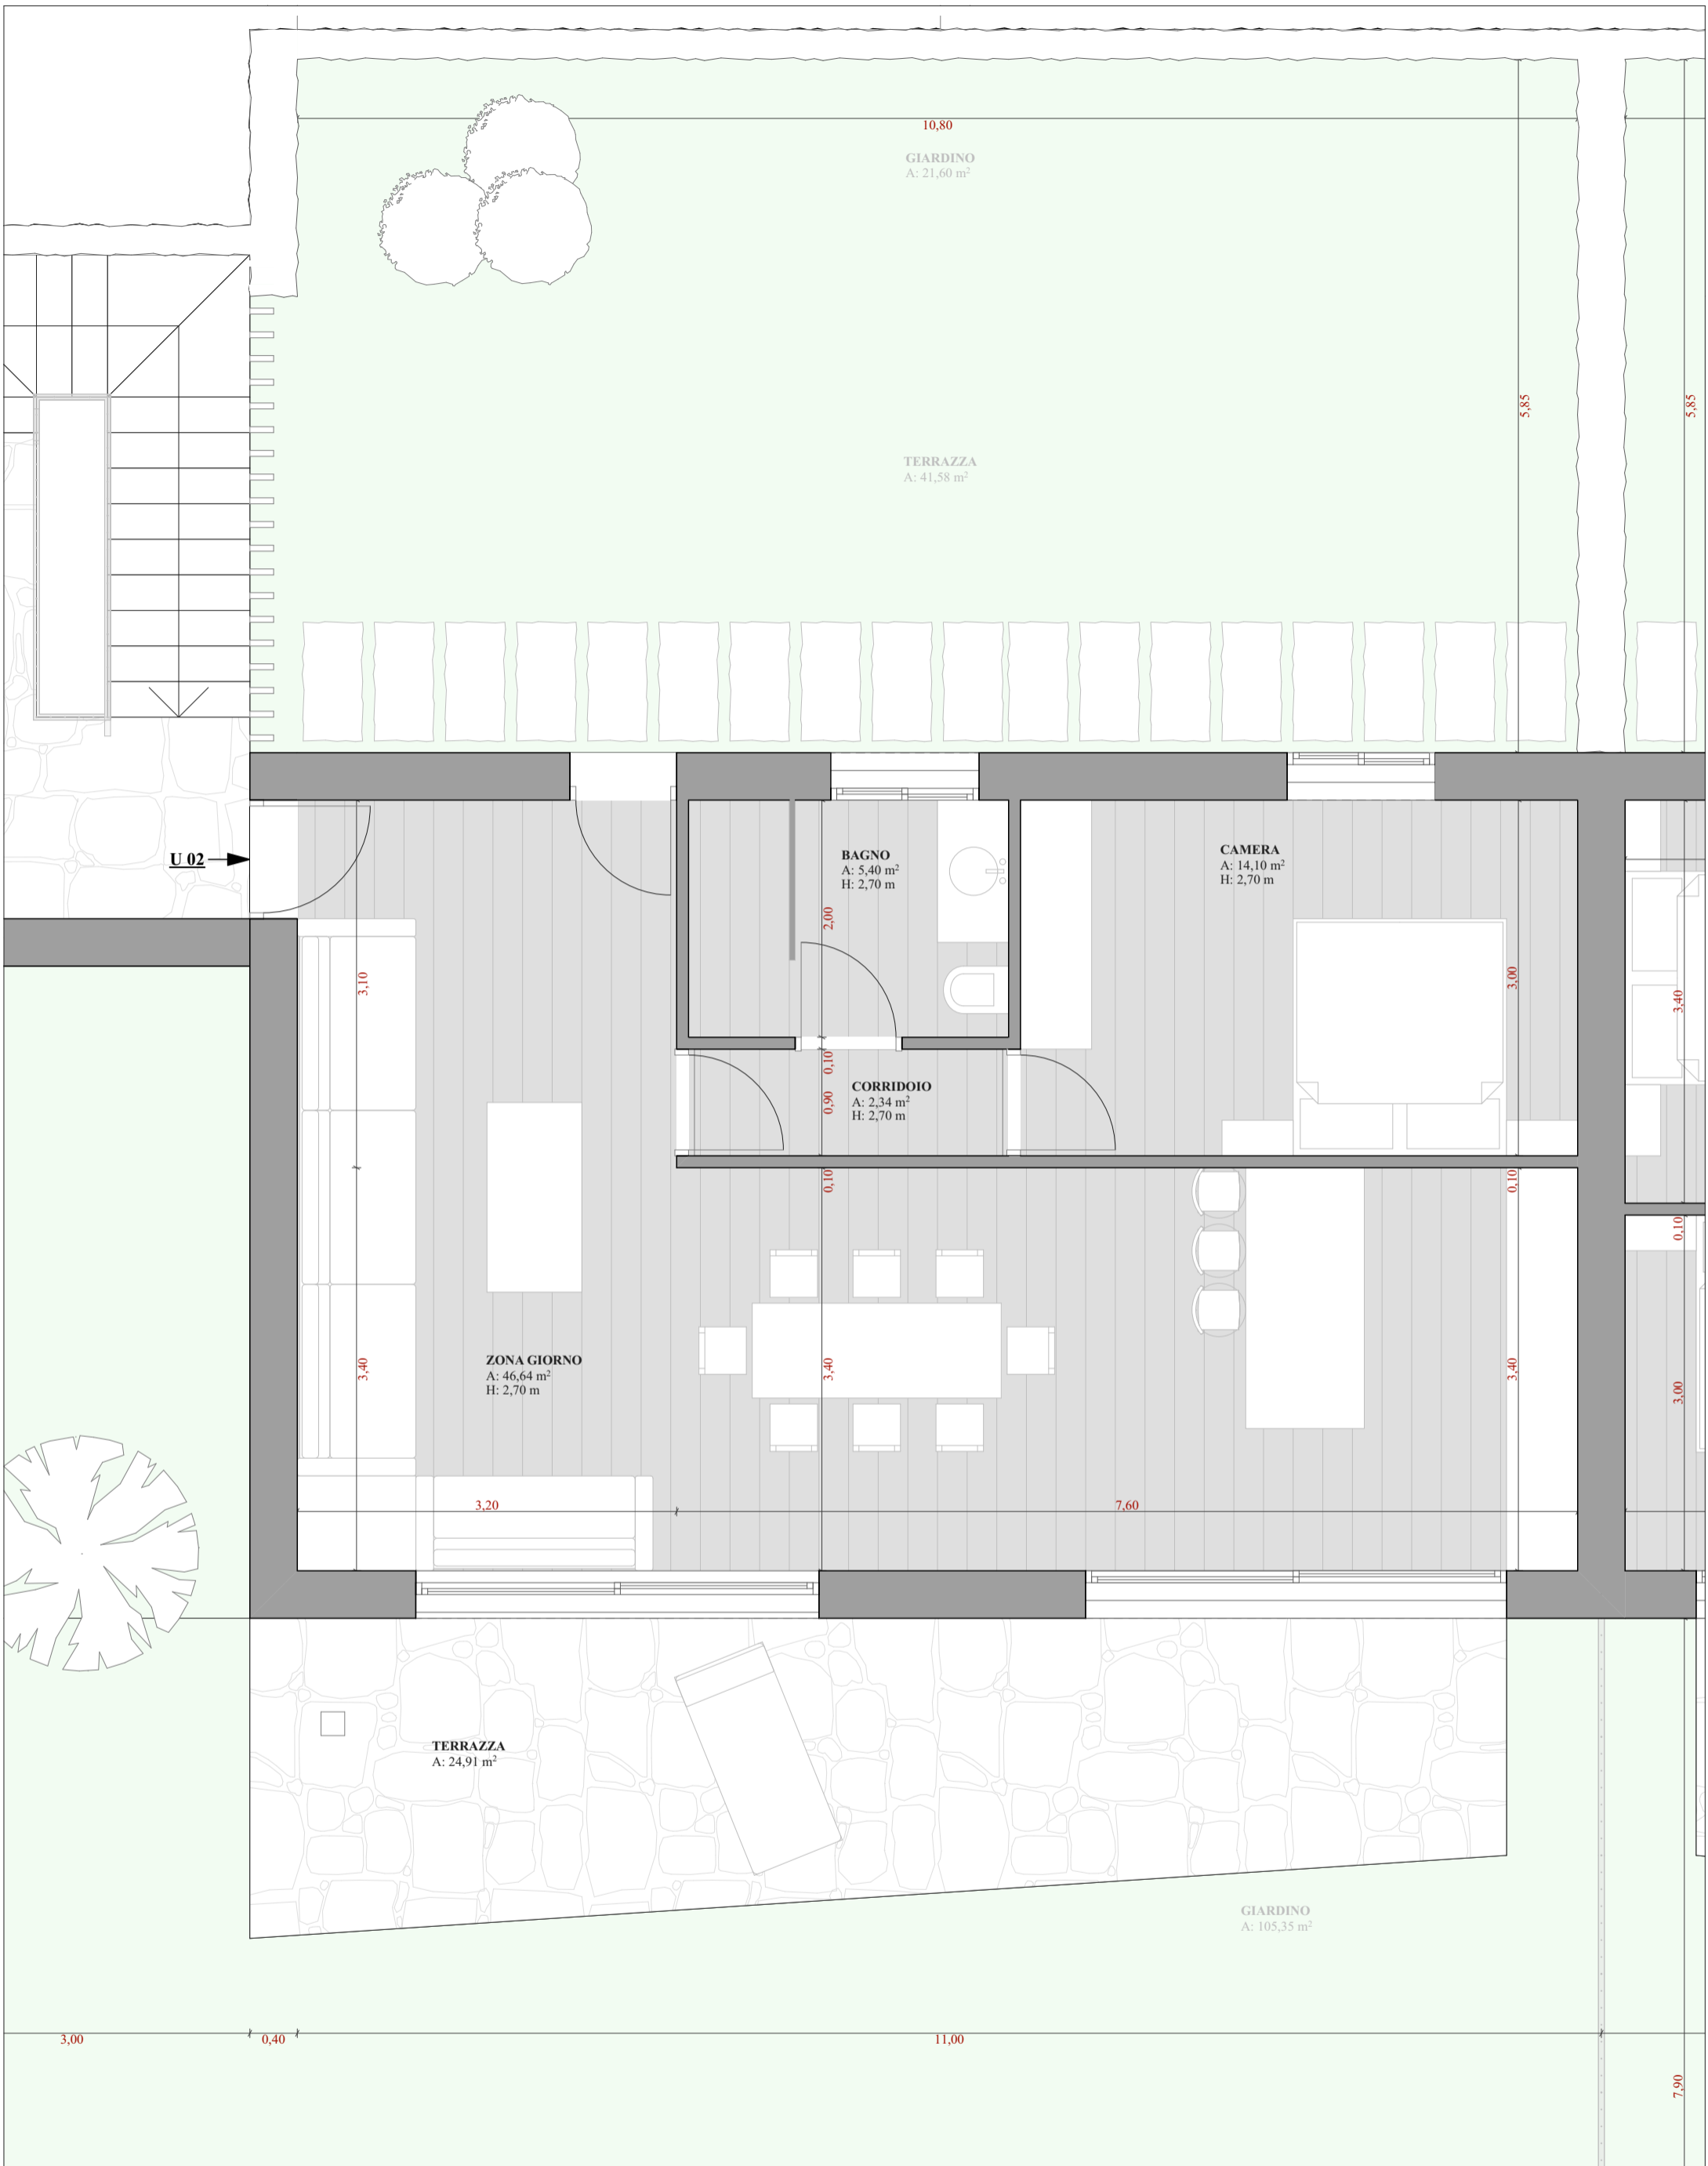 10,80
GIARDINO
A: 21,60 m²
5,85
5,85
TERRAZZA
A: 41,58 m²
U 02
BAGNO
A: 5,40 m²
H: 2,70 m
CAMERA
A: 14,10 m²
H: 2,70 m
2,00
3,10
3,00
3,40
0,10
CORRIDOIO
A: 2,34 m²
H: 2,70 m
0,90
0,10
0,10
0,10
ZONA GIORNO
A: 46,64 m²
H: 2,70 m
3,40
3,40
3,40
3,00
3,20
7,60
TERRAZZA
A: 24,91 m²
GIARDINO
A: 105,35 m²
3,00
0,40
11,00
7,90